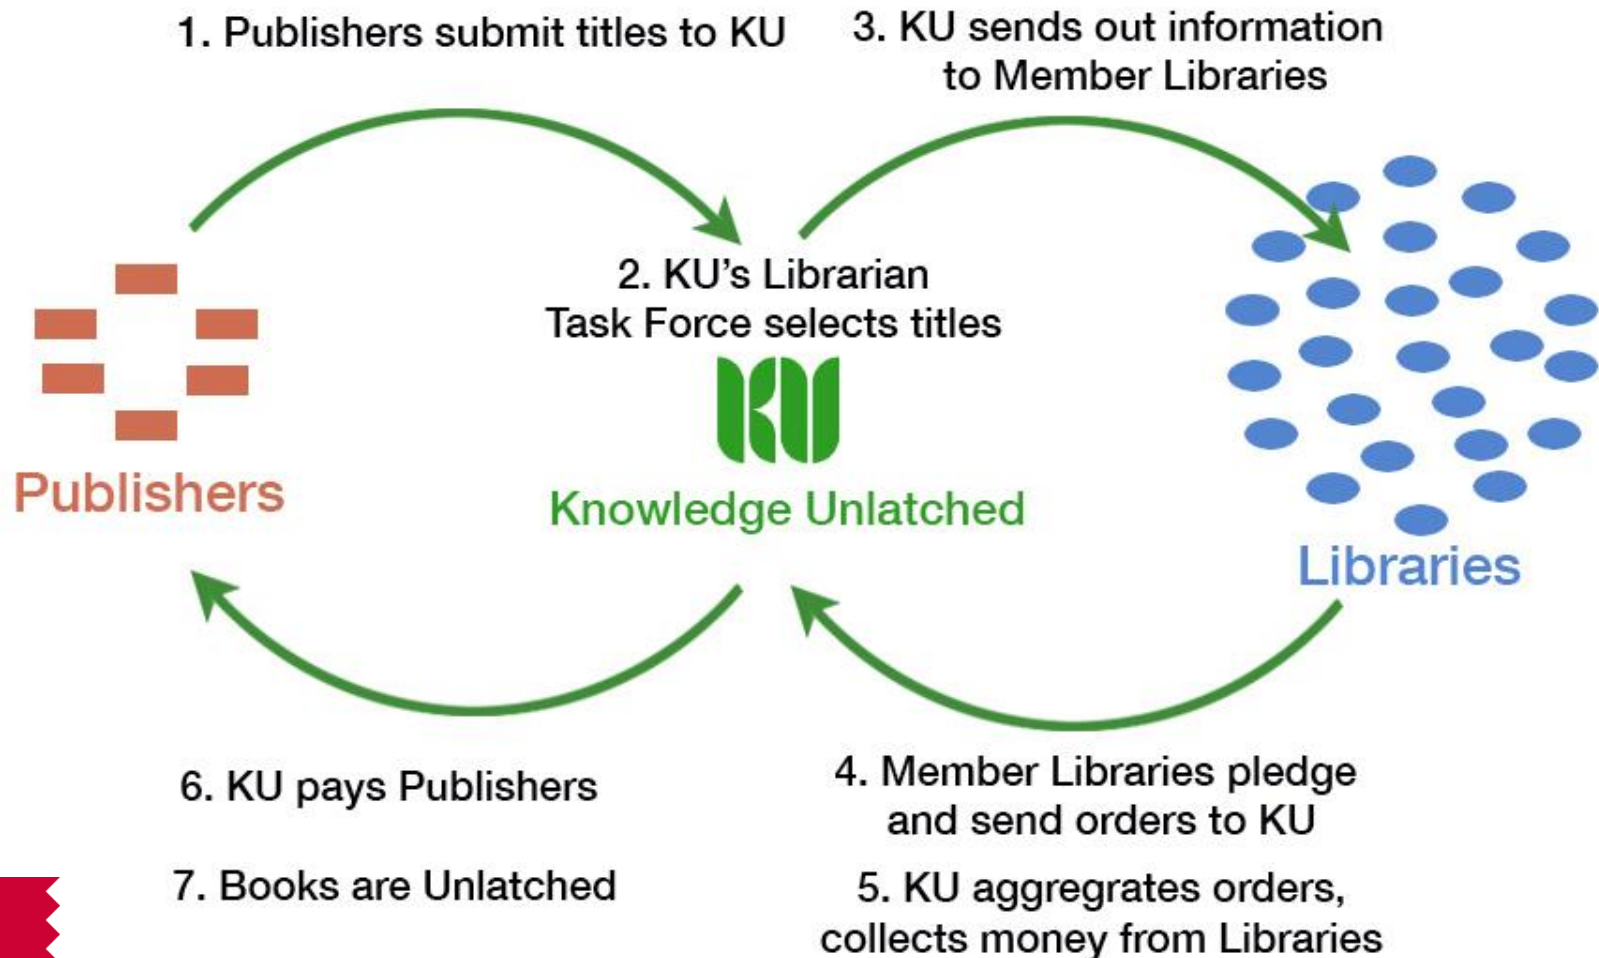 1. Publishers submit titles to KU
3. KU sends out information
to Member Libraries
2. KU’s Librarian
Task Force selects titles
KU
Publishers
Knowledge Unlatched
Libraries
6. KU pays Publishers
7. Books are Unlatched
4. Member Libraries pledge
and send orders to KU
5. KU aggregrates orders,
collects money from Libraries